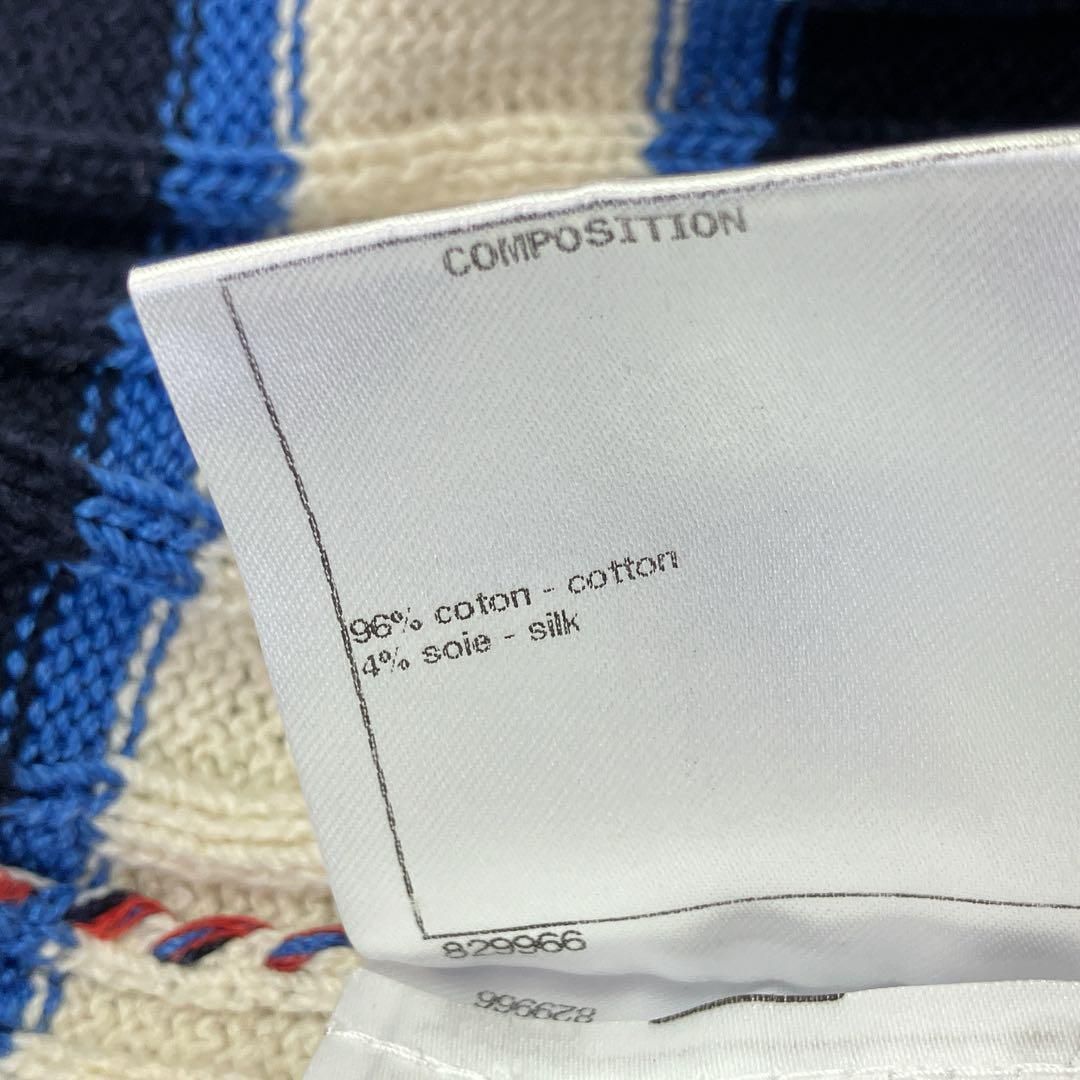 COMPOSITION
96% coton - cotton
4% soie - silk
829966
829966